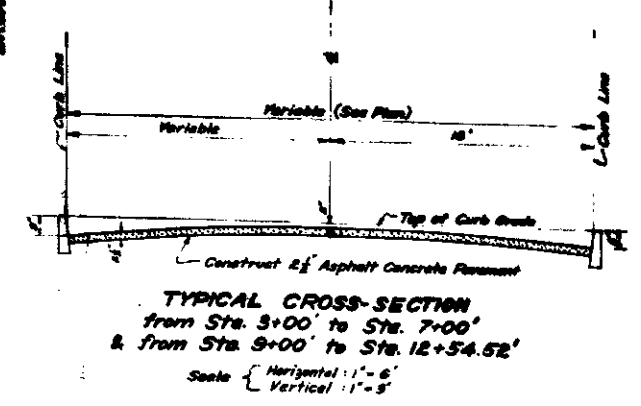 Curb Line
Variable (See Plan)
Variable
Curb Line
Top of Curb Grade
Construct 2½" Asphalt Concrete Pavement
TYPICAL CROSS-SECTION
from Sta. 3+00' to Sta. 7+00'
& from Sta. 9+00' to Sta. 12+54.52'
Scale { Horizontal : 1"=6'
Vertical : 1"=3'